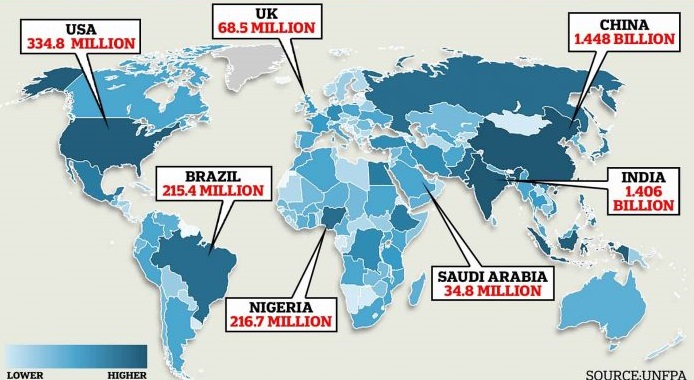 USA
334.8 MILLION
UK
68.5 MILLION
CHINA
1.448 BILLION
BRAZIL
215.4 MILLION
INDIA
1.406
BILLION
NIGERIA
216.7 MILLION
SAUDI ARABIA
34.8 MILLION
LOWER
HIGHER
SOURCE:UNFPA